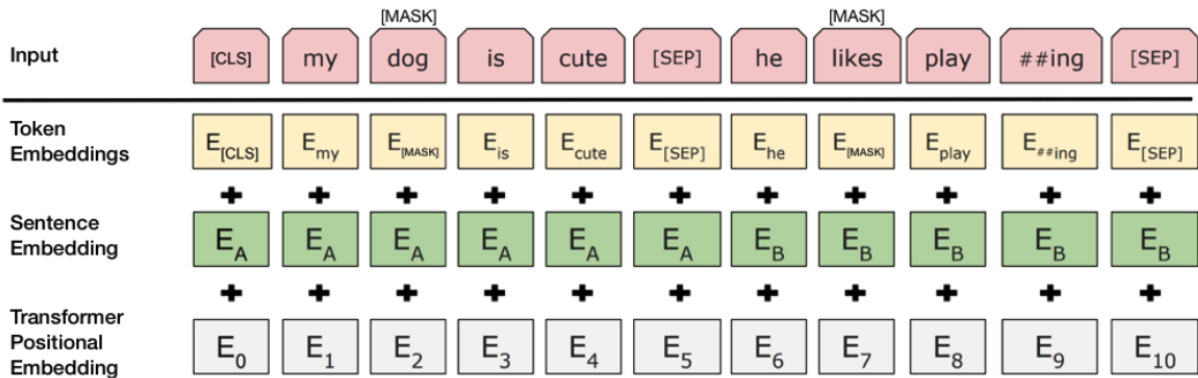 [MASK] [MASK]
Input [CLS] my dog is cute [SEP] he likes play ##ing [SEP]
Token Embeddings E[CLS] Emy E[MASK] Eis Ecute E[SEP] Ehe E[MASK] Eplay E##ing E[SEP]
+ + + + + + + + + + +
Sentence Embedding EA EA EA EA EA EA EB EB EB EB EB
+ + + + + + + + + + +
Transformer Positional Embedding E0 E1 E2 E3 E4 E5 E6 E7 E8 E9 E10